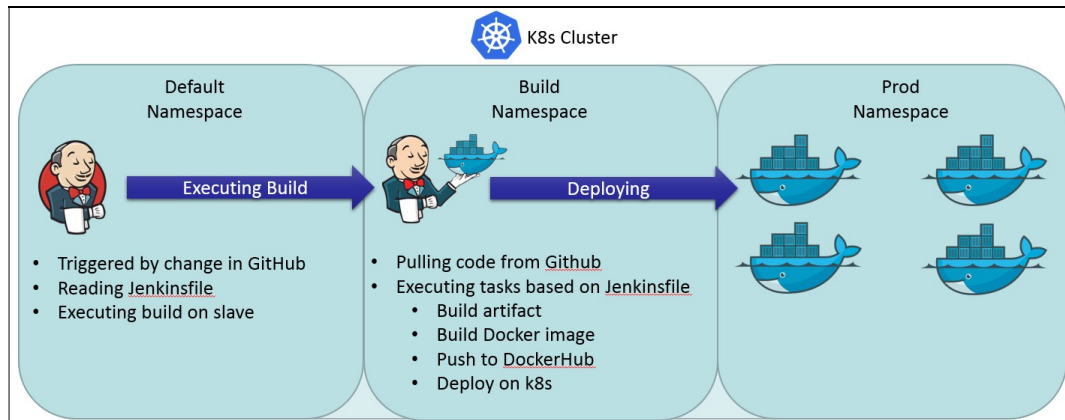 K8s Cluster
Default
Namespace
Executing Build
• Triggered by change in GitHub
• Reading Jenkinsfile
• Executing build on slave
Build
Namespace
Deploying
• Pulling code from Github
• Executing tasks based on Jenkinsfile
• Build artifact
• Build Docker image
• Push to DockerHub
• Deploy on k8s
Prod
Namespace